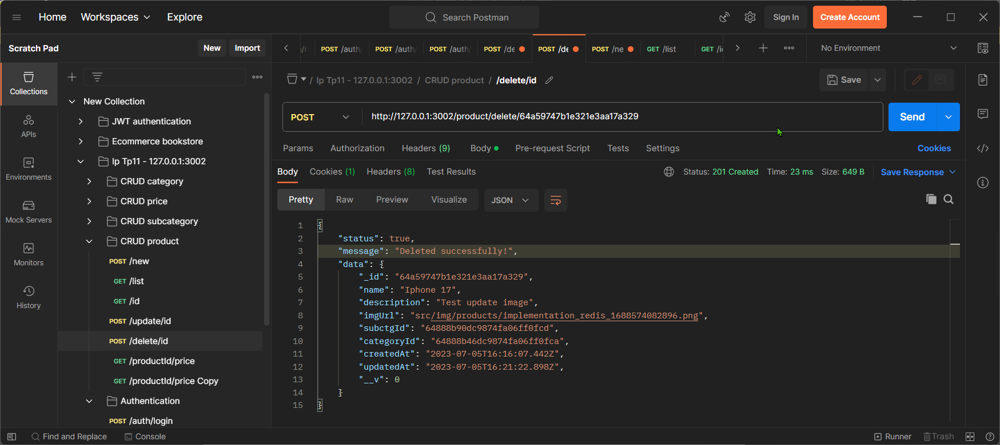 Home Workspaces Explore Search Postman Sign In Create Account
Scratch Pad New Import
POST /auth POST /auth POST /auth POST /de POST /de POST /ne GET /list GET No Environment
Collections
APIs
Environments
Mock Servers
Monitors
History
New Collection
JWT authentication
Ecommerce bookstore
Ip Tp11 - 127.0.0.1:3002
CRUD category
CRUD price
CRUD subcategory
CRUD product
POST /new
GET /list
GET /id
POST /update/id
POST /delete/id
GET /productId/price
GET /productId/price Copy
Authentication
POST /auth/login
/ Ip Tp11 - 127.0.0.1:3002 / CRUD product / /delete/id Save
POST http://127.0.0.1:3002/product/delete/64a59747b1e321e3aa17a329 Send
Params Authorization Headers (9) Body Pre-request Script Tests Settings Cookies
Body Cookies (1) Headers (8) Test Results Status: 201 Created Time: 23 ms Size: 649 B Save Response
Pretty Raw Preview Visualize JSON
1 {
2 "status": true,
3 "message": "Deleted successfully!",
4 "data": {
5 "_id": "64a59747b1e321e3aa17a329",
6 "name": "Iphone 17",
7 "description": "Test update image",
8 "imgUrl": "src/img/products/implementation_redis_1688574082896.png",
9 "subctgId": "64888b90dc9874fa06ff0fcd",
10 "categoryId": "64888b46dc9874fa06ff0fca",
11 "createdAt": "2023-07-05T16:16:07.442Z",
12 "updatedAt": "2023-07-05T16:21:22.898Z",
13 "__v": 0
14 }
15 }
Find and Replace Console Runner Trash